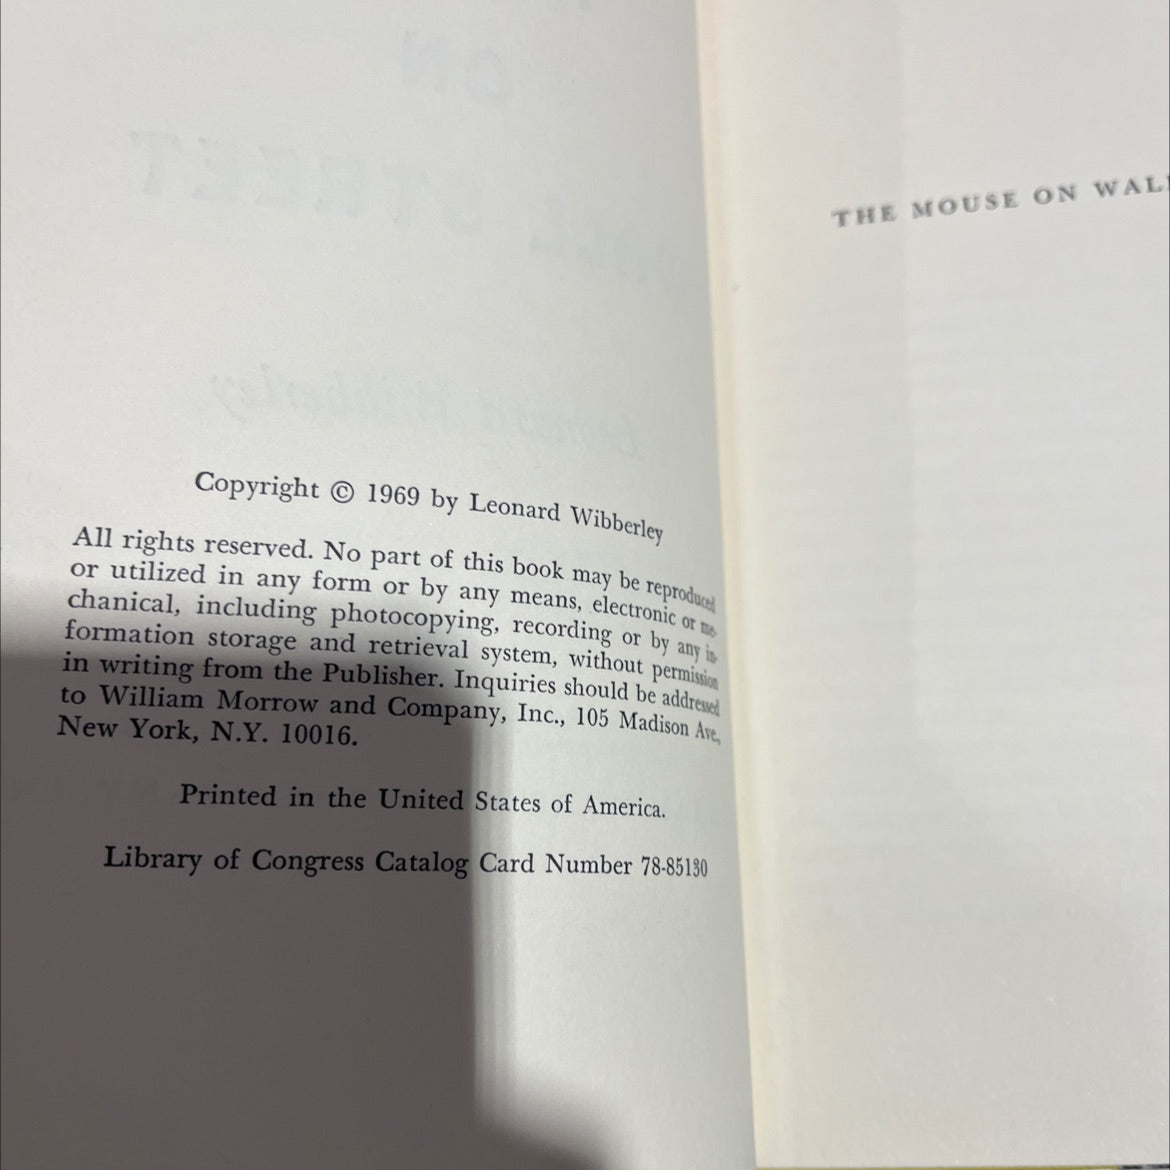 Copyright © 1969 by Leonard Wibberley
All rights reserved. No part of this book may be reproduced
or utilized in any form or by any means, electronic or me-
chanical, including photocopying, recording or by any in-
formation storage and retrieval system, without permission
in writing from the Publisher. Inquiries should be addressed
to William Morrow and Company, Inc., 105 Madison Ave.,
New York, N.Y. 10016.
Printed in the United States of America.
Library of Congress Catalog Card Number 78-85130
THE MOUSE ON WALL